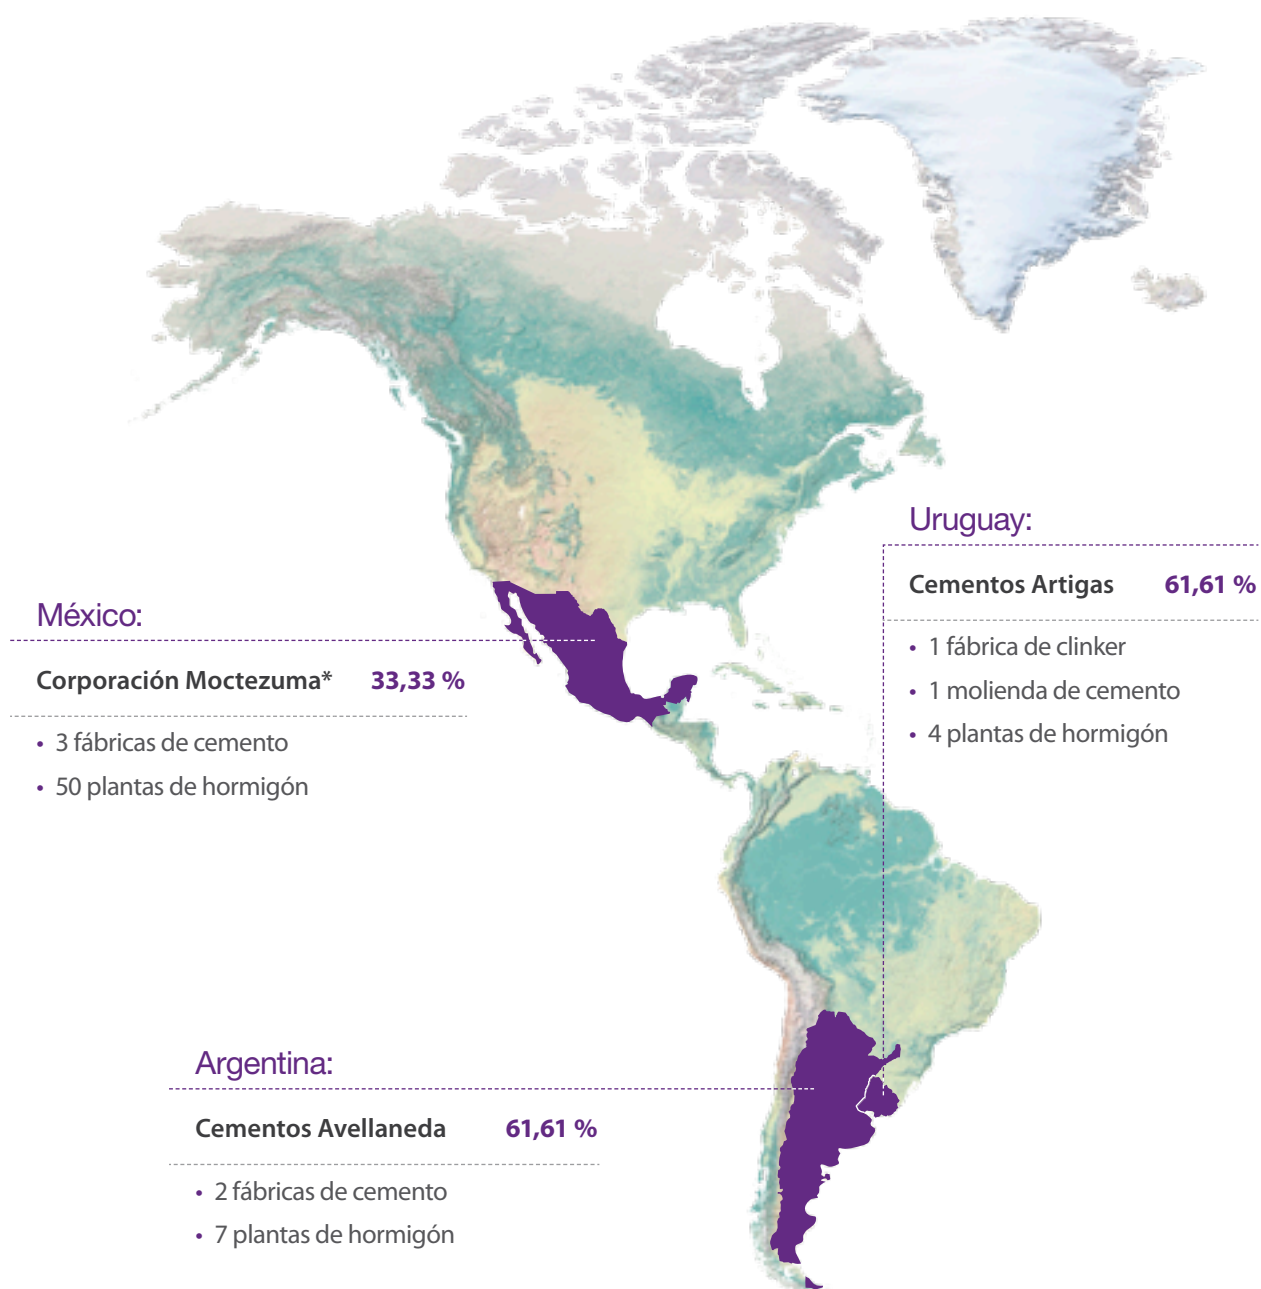 Uruguay:
Cementos Artigas 61,61 %
• 1 fábrica de clinker
• 1 molienda de cemento
• 4 plantas de hormigón
México:
Corporación Moctezuma* 33,33 %
• 3 fábricas de cemento
• 50 plantas de hormigón
Argentina:
Cementos Avellaneda 61,61 %
• 2 fábricas de cemento
• 7 plantas de hormigón